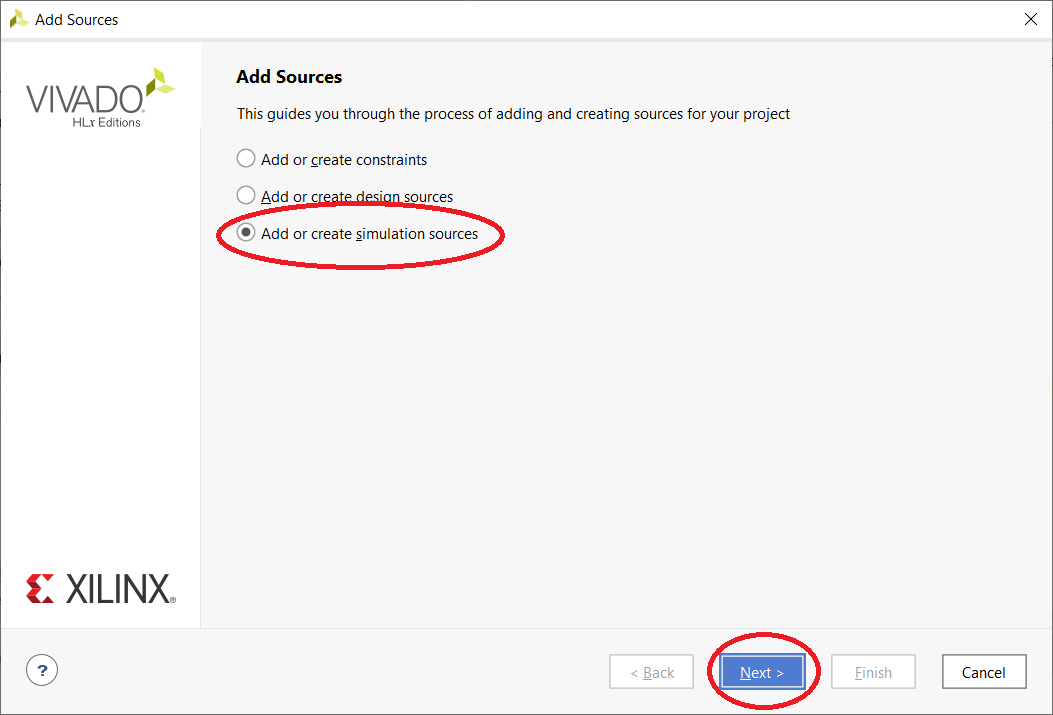 Add Sources
VIVADO.
HLx Editions
Add Sources
This guides you through the process of adding and creating sources for your project
Add or create constraints
Add or create design sources
Add or create simulation sources
XILINX®
?
< Back
Next >
Finish
Cancel